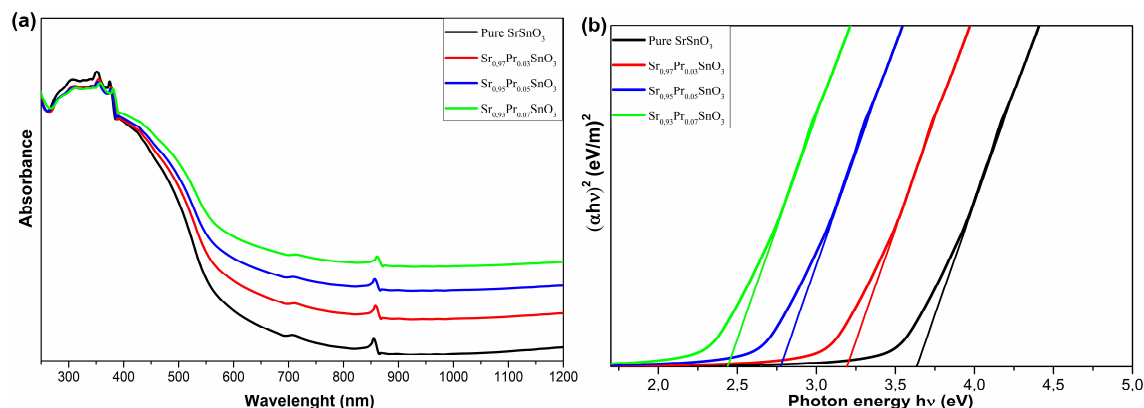 (a)
Pure SrSnO₃
Sr₀,₉₇Pr₀.₀₃SnO₃
Sr₀,₉₅Pr₀.₀₅SnO₃
Sr₀,₉₃Pr₀.₀₇SnO₃
Absorbance
300 400 500 600 700 800 900 1000 1100 1200
Wavelenght (nm)
(b)
Pure SrSnO₃
Sr₀,₉₇Pr₀.₀₃SnO₃
Sr₀,₉₅Pr₀.₀₅SnO₃
Sr₀,₉₃Pr₀.₀₇SnO₃
(αhν)² (eV/m)²
2,0 2,5 3,0 3,5 4,0 4,5 5,0
Photon energy hν (eV)